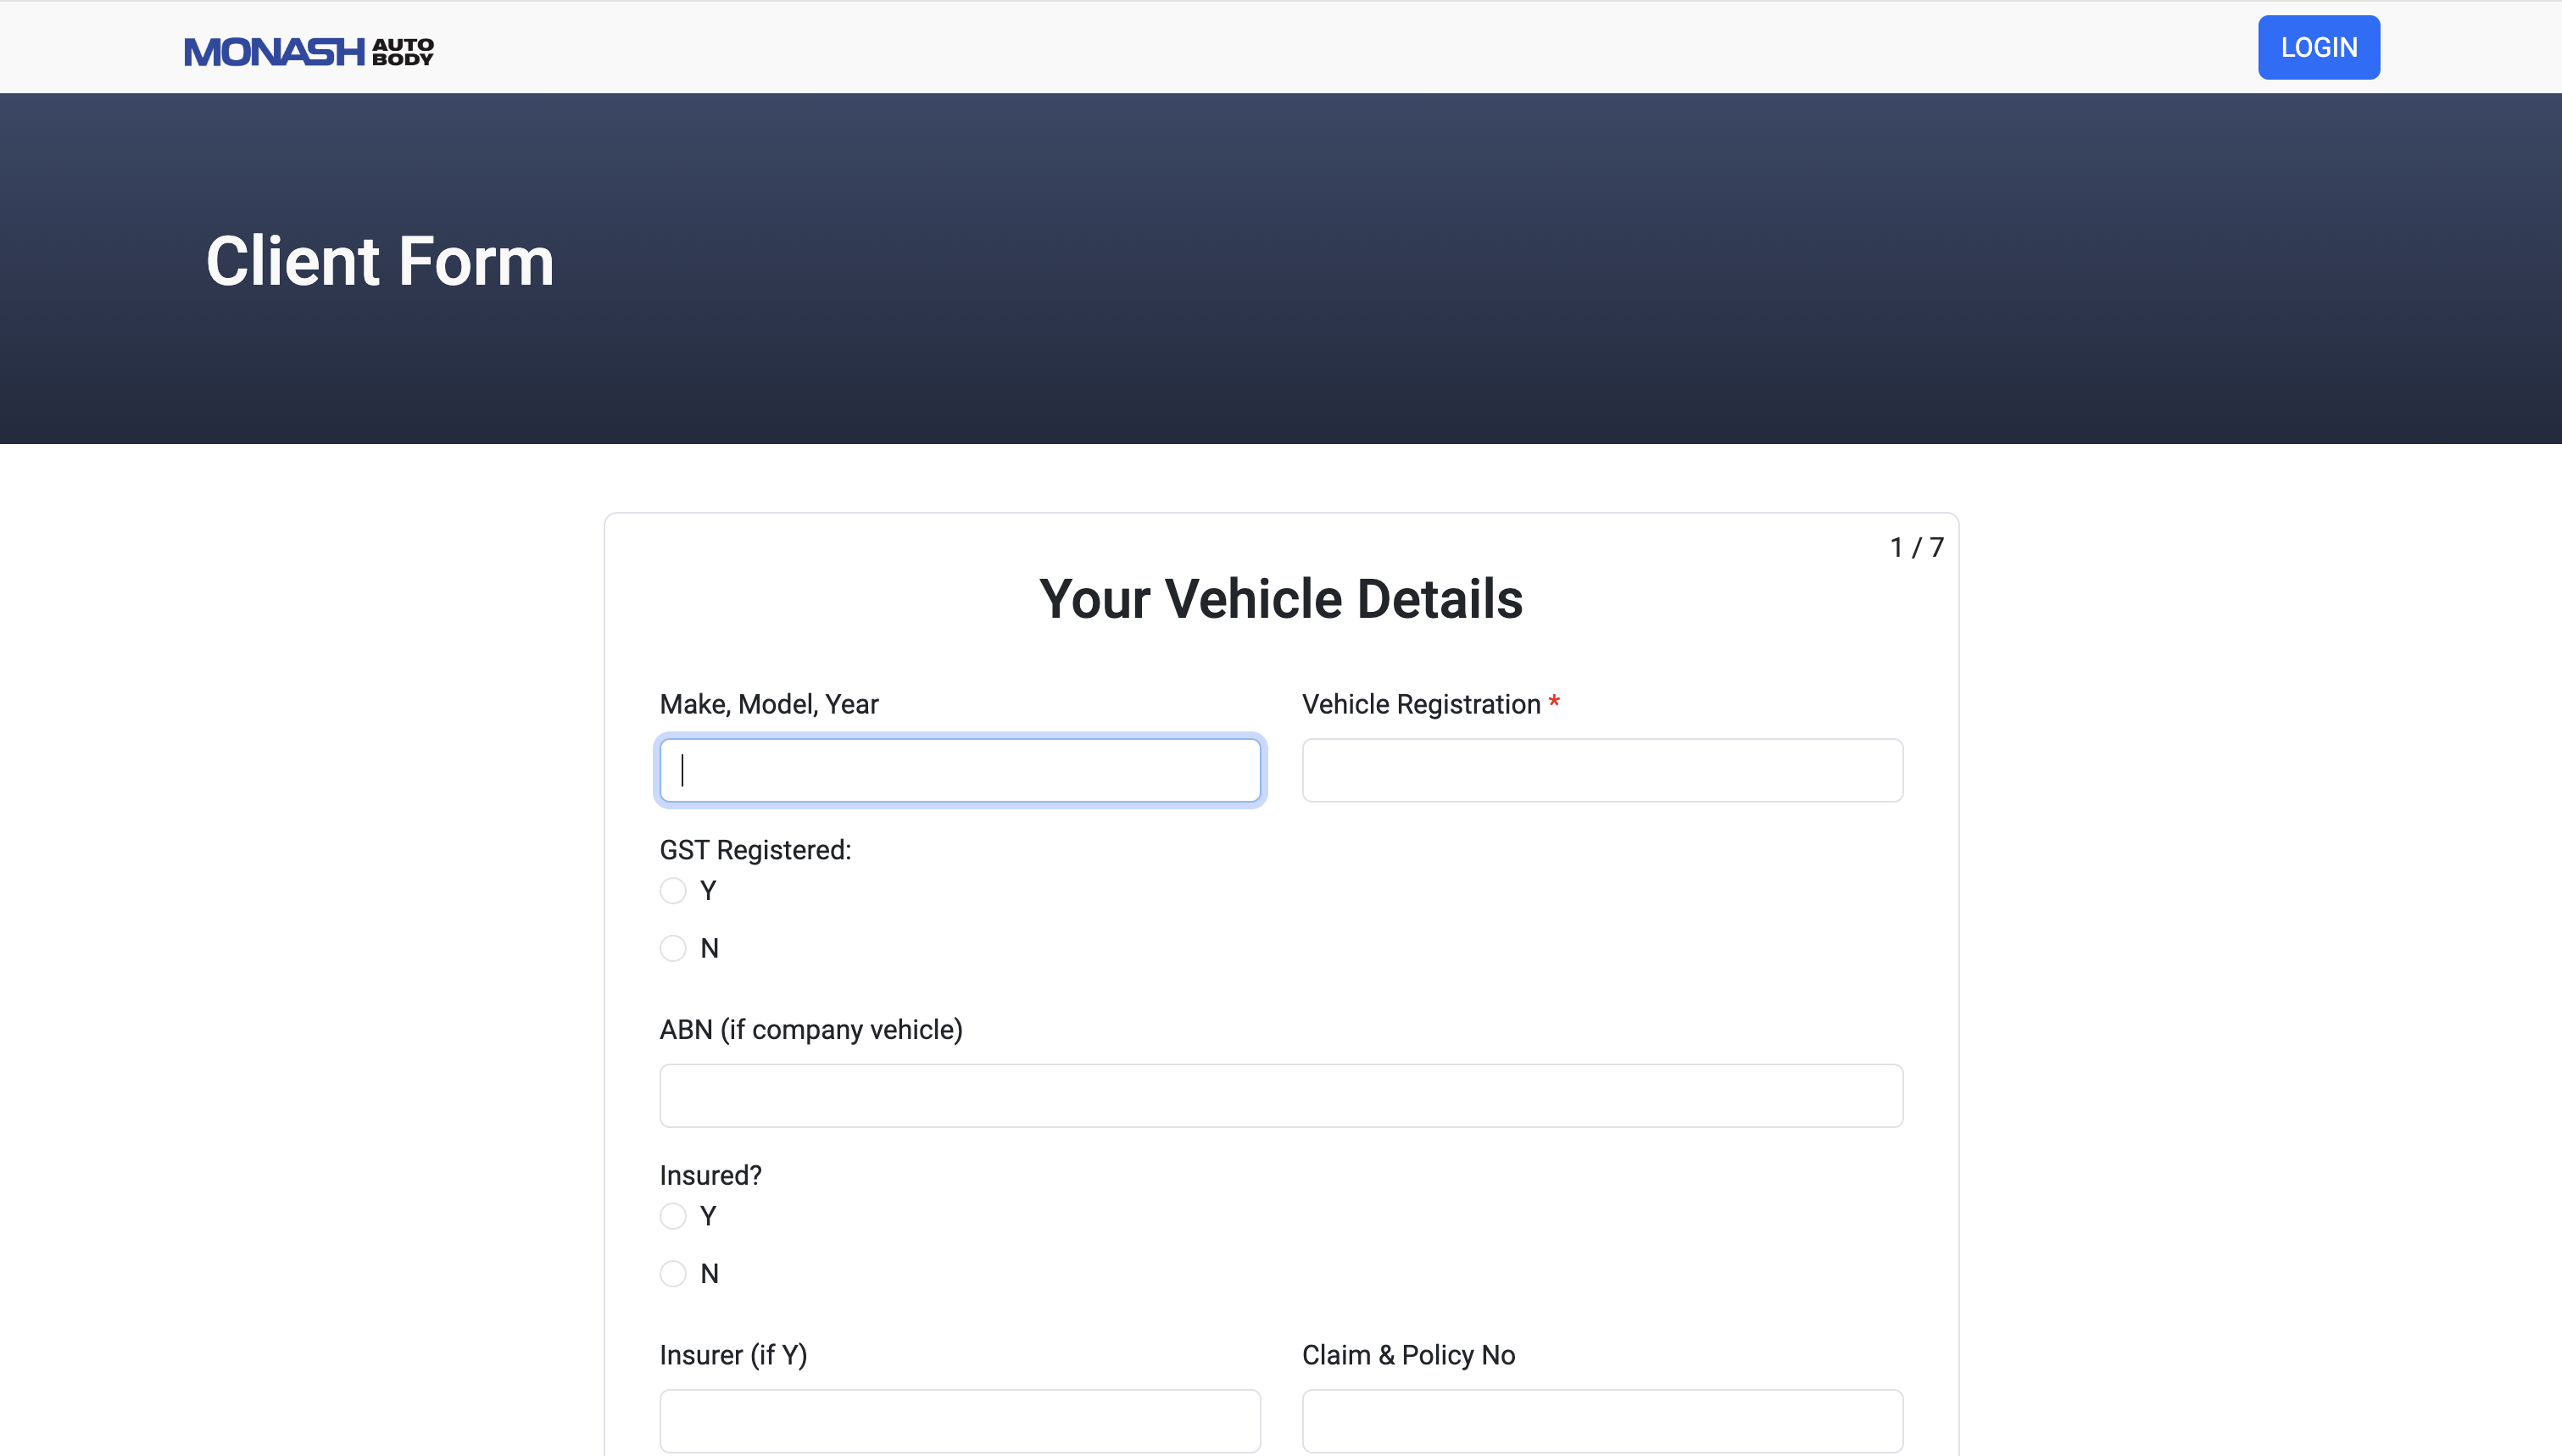 MONASH AUTO BODY
LOGIN
Client Form
1 / 7
Your Vehicle Details
Make, Model, Year
Vehicle Registration *
GST Registered:
Y
N
ABN (if company vehicle)
Insured?
Y
N
Insurer (if Y)
Claim & Policy No